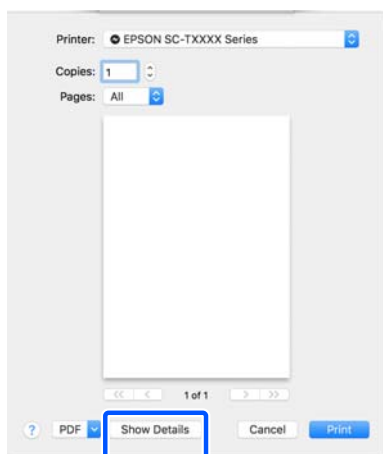 Printer: EPSON SC-TXXXX Series
Copies: 1
Pages: All
<< < 1 of 1 > >>
? PDF Show Details Cancel Print